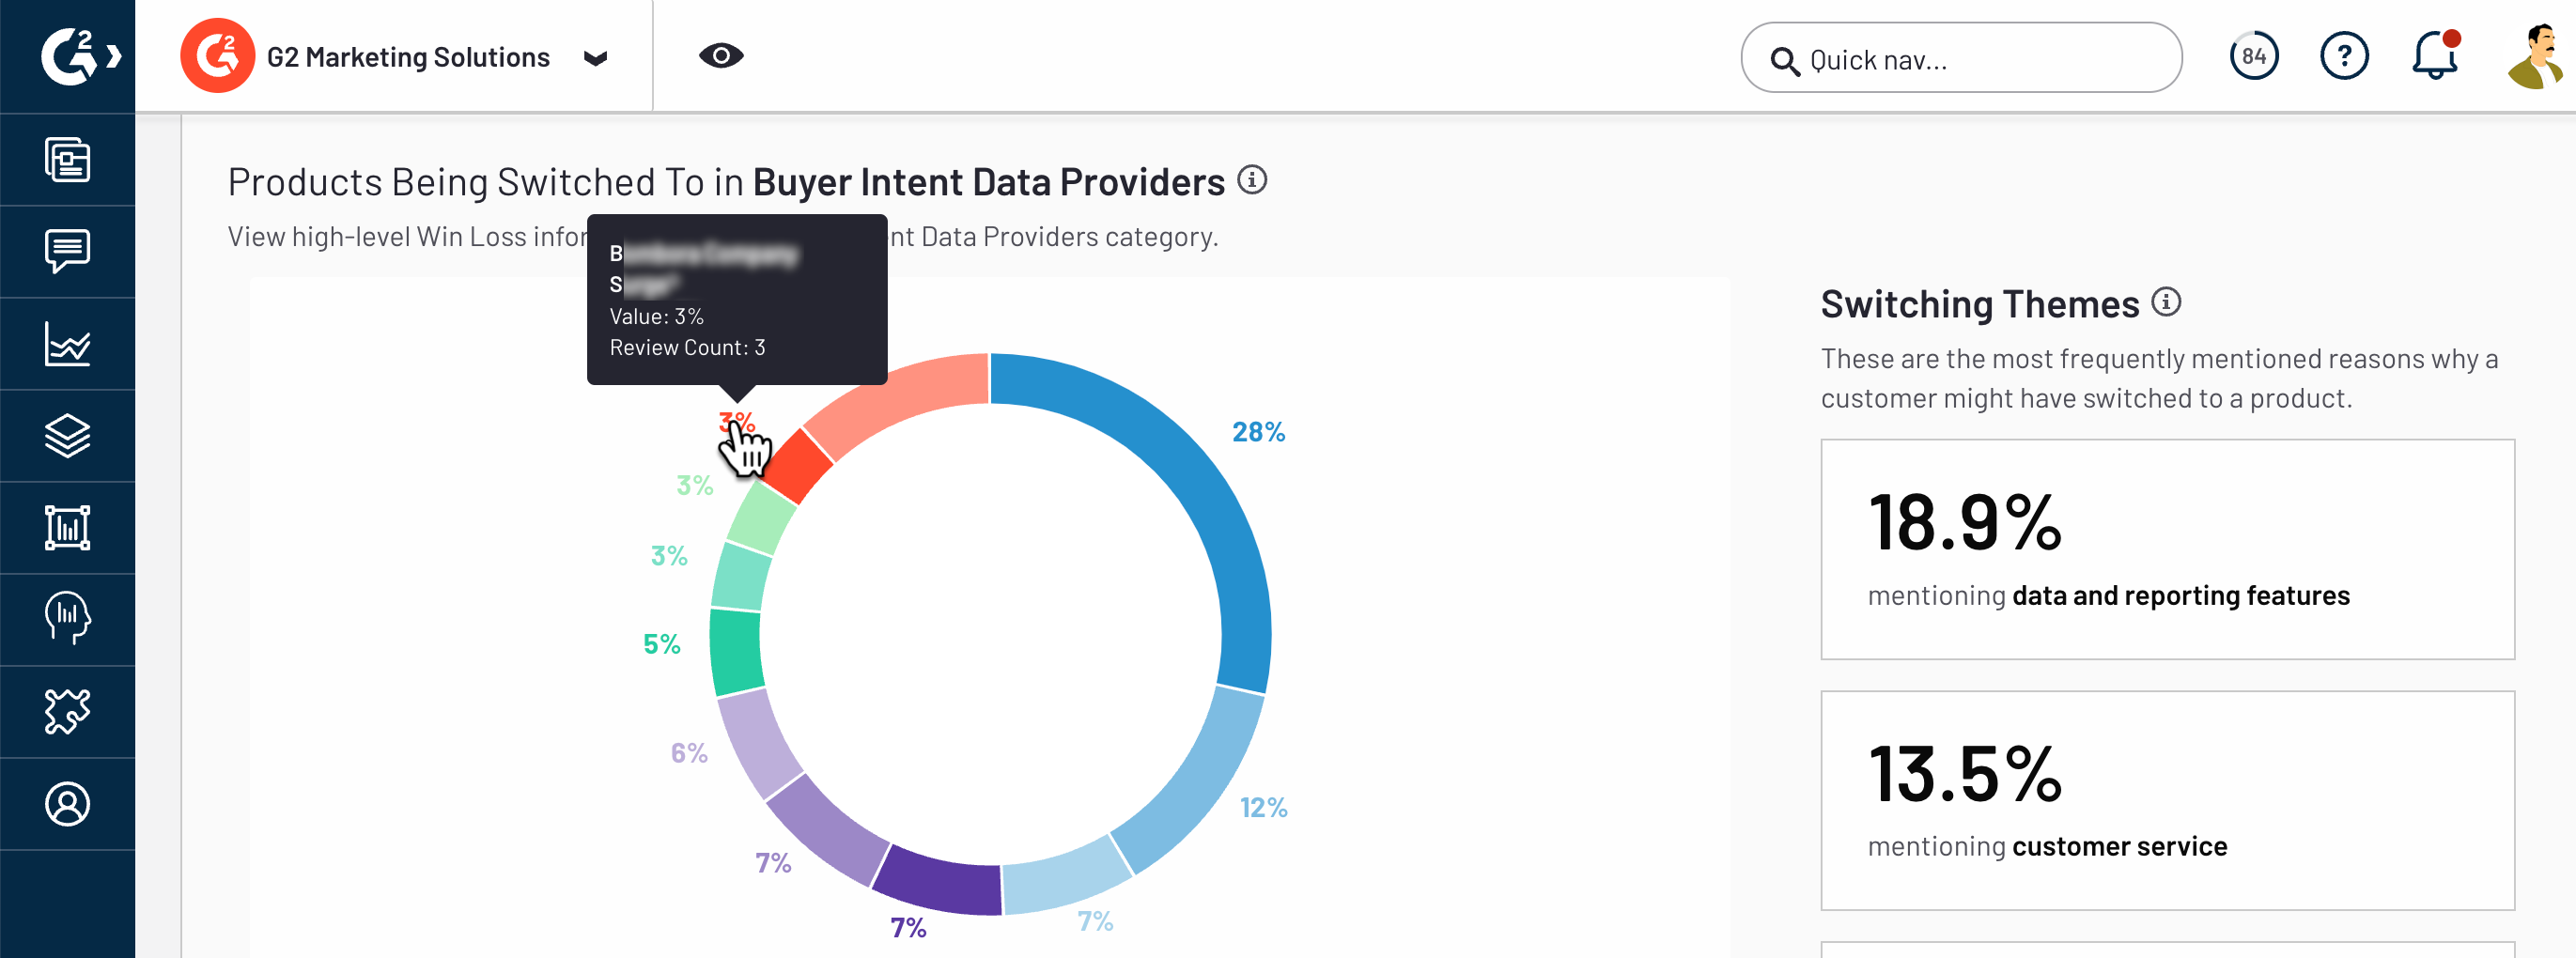 G2
G2 G2 Marketing Solutions
Quick nav...
84
?
Products Being Switched To in Buyer Intent Data Providers
View high-level Win Loss infor nt Data Providers category.
B
S
Value: 3%
Review Count: 3
3%
28%
3%
3%
5%
6%
12%
7%
7%
7%
Switching Themes
These are the most frequently mentioned reasons why a
customer might have switched to a product.
18.9%
mentioning data and reporting features
13.5%
mentioning customer service